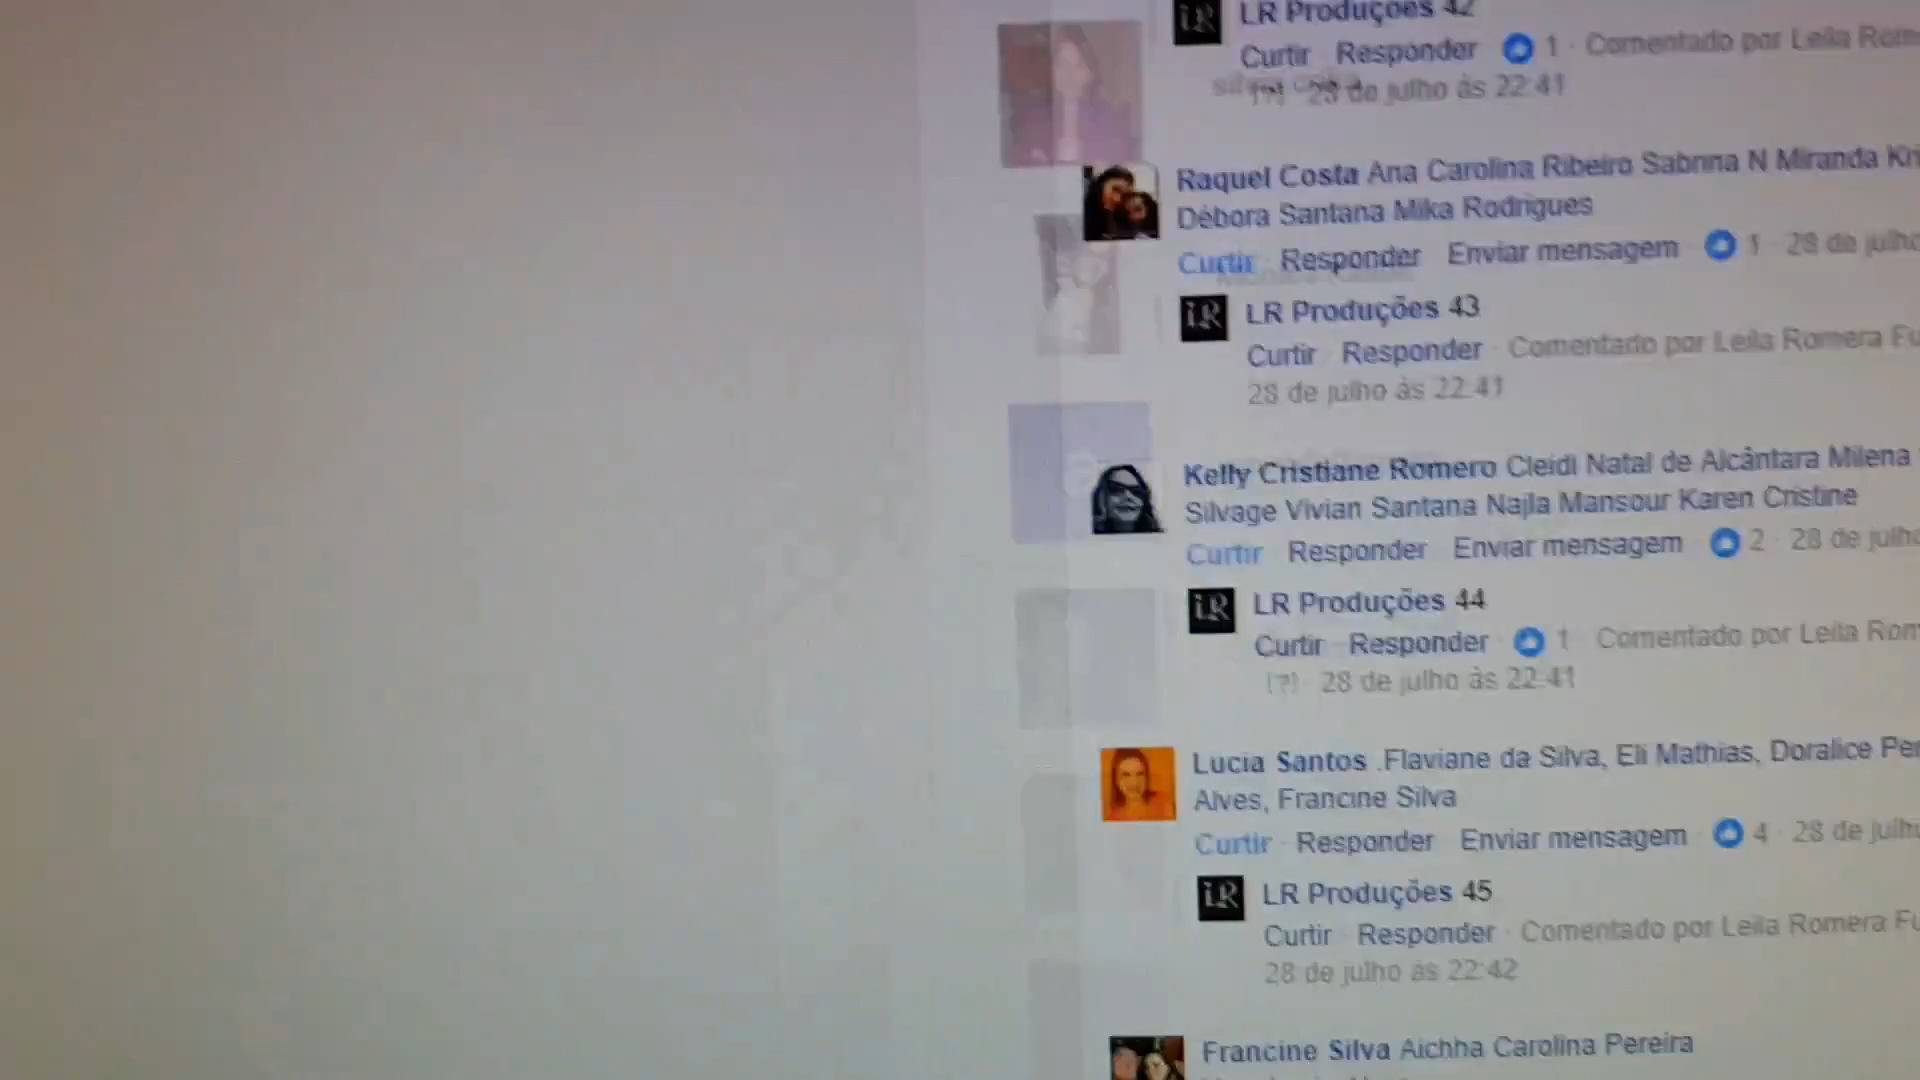 LR Produções 42
Curtir Responder 1 · Comentado por Leila
[?] · 28 de julho às 22:41
Raquel Costa Ana Carolina Ribeiro Sabrina N Miranda
Débora Santana Mika Rodrigues
Curtir · Responder Enviar mensagem 1 · 28 de julho
LR Produções 43
Curtir Responder · Comentado por Leila Romera
28 de julho às 22:41
Kelly Cristiane Romero Cleidi Natal de Alcântara Milena
Silvage Vivian Santana Najla Mansour Karen Cristine
Curtir Responder Enviar mensagem 2 · 28 de julho
LR Produções 44
Curtir Responder 1 Comentado por Leila
[?] · 28 de julho às 22:41
Lucia Santos .Flaviane da Silva, Eli Mathias, Doralice
Alves, Francine Silva
Curtir · Responder Enviar mensagem 4 · 28 de julho
LR Produções 45
Curtir Responder · Comentado por Leila Romera
28 de julho às 22:42
Francine Silva Aichha Carolina Pereira